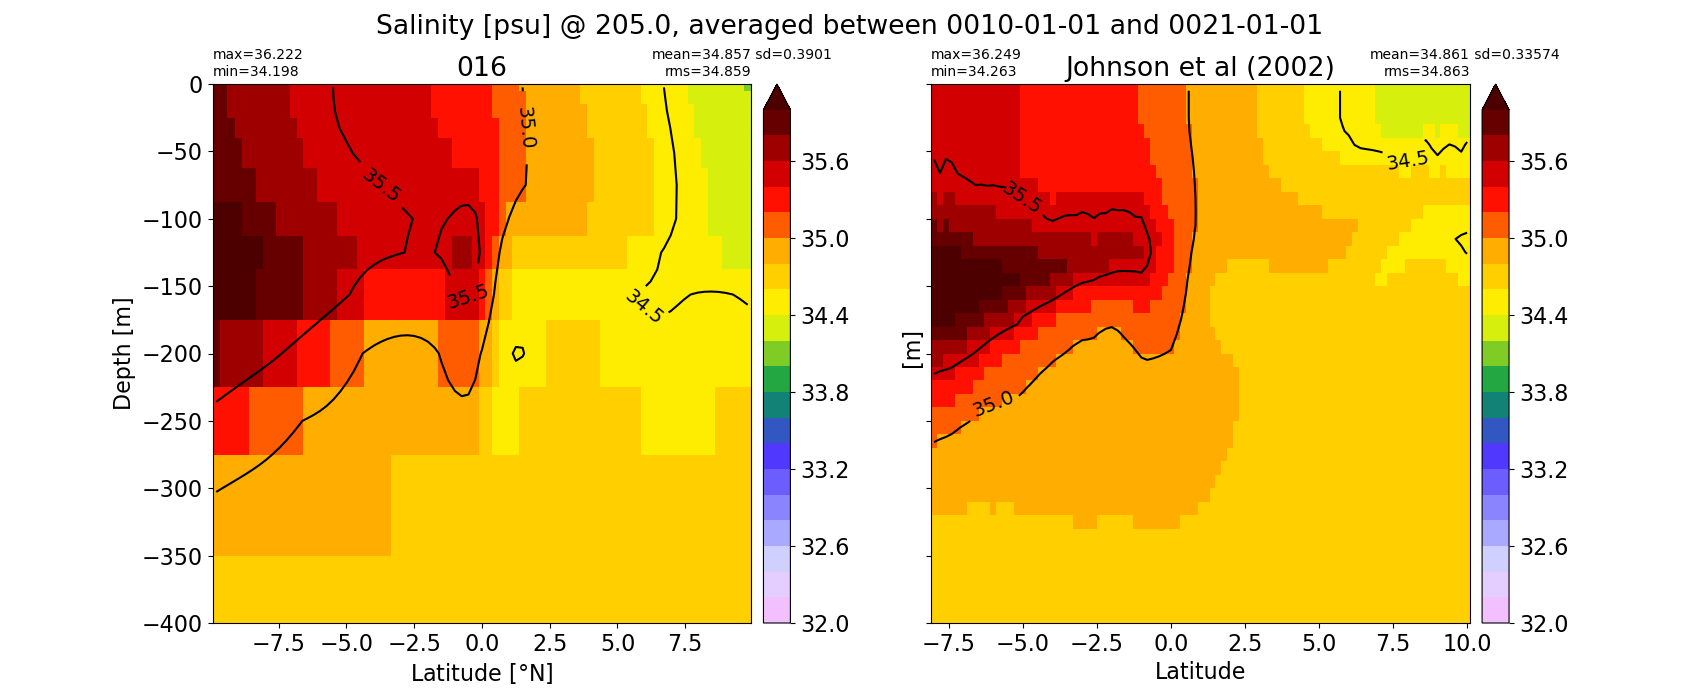 Salinity [psu] @ 205.0, averaged between 0010-01-01 and 0021-01-01
max=36.222
min=34.198
016
mean=34.857 sd=0.3901
rms=34.859
max=36.249
min=34.263
Johnson et al (2002)
mean=34.861 sd=0.33574
rms=34.863
0
−50
−100
−150
−200
−250
−300
−350
−400
Depth [m]
35.5
35.0
35.5
34.5
−7.5 −5.0 −2.5 0.0 2.5 5.0 7.5
Latitude [°N]
35.6
35.0
34.4
33.8
33.2
32.6
32.0
[m]
35.5
34.5
35.0
−7.5 −5.0 −2.5 0.0 2.5 5.0 7.5 10.0
Latitude
35.6
35.0
34.4
33.8
33.2
32.6
32.0